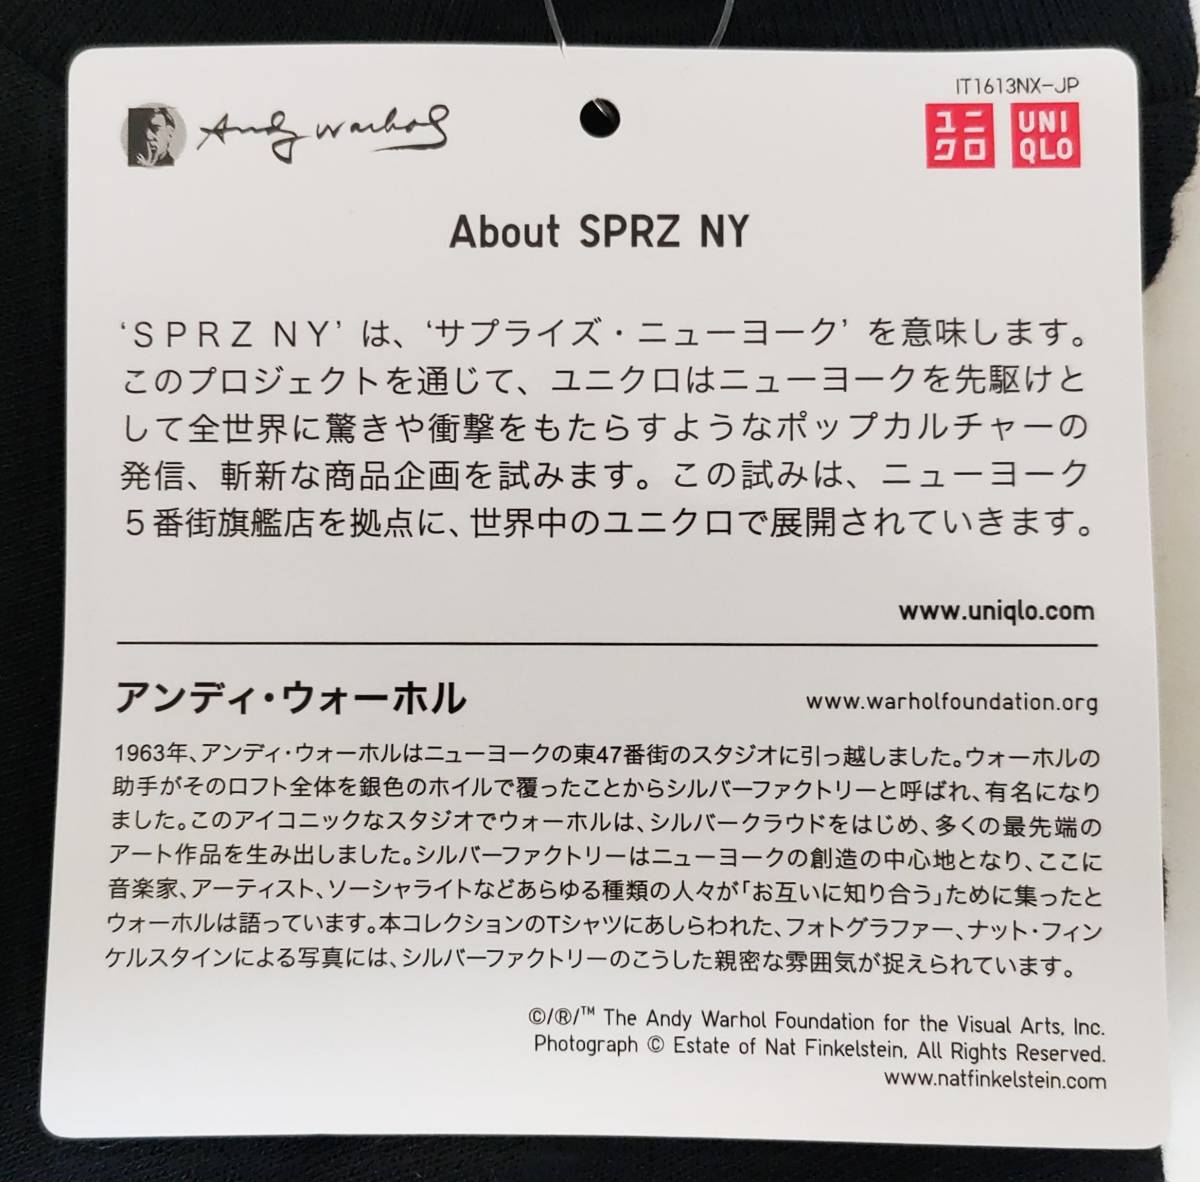 IT1613NX-JP
Andy Warhol
ユニ
クロ
UNI
QLO
About SPRZ NY
‘ＳＰＲＺ ＮＹ’ は、‘サプライズ・ニューヨーク’ を意味します。
このプロジェクトを通じて、ユニクロはニューヨークを先駆けと
して全世界に驚きや衝撃をもたらすようなポップカルチャーの
発信、斬新な商品企画を試みます。この試みは、ニューヨーク
５番街旗艦店を拠点に、世界中のユニクロで展開されていきます。
www.uniqlo.com
アンディ・ウォーホル
www.warholfoundation.org
1963年、アンディ・ウォーホルはニューヨークの東47番街のスタジオに引っ越しました。ウォーホルの
助手がそのロフト全体を銀色のホイルで覆ったことからシルバーファクトリーと呼ばれ、有名になり
ました。このアイコニックなスタジオでウォーホルは、シルバークラウドをはじめ、多くの最先端の
アート作品を生み出しました。シルバーファクトリーはニューヨークの創造の中心地となり、ここに
音楽家、アーティスト、ソーシャライトなどあらゆる種類の人々が「お互いに知り合う」ために集ったと
ウォーホルは語っています。本コレクションのTシャツにあしらわれた、フォトグラファー、ナット・フィン
ケルスタインによる写真には、シルバーファクトリーのこうした親密な雰囲気が捉えられています。
©/®/™ The Andy Warhol Foundation for the Visual Arts, Inc.
Photograph © Estate of Nat Finkelstein, All Rights Reserved.
www.natfinkelstein.com